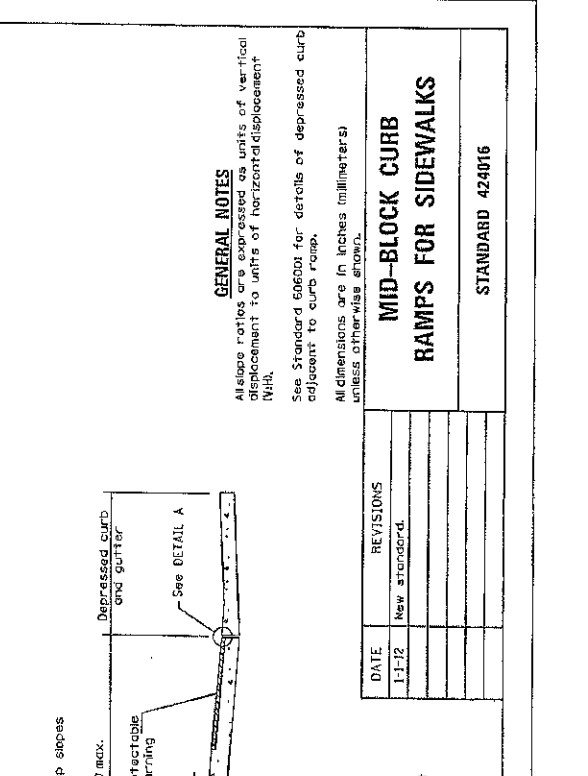 GENERAL NOTES
All slope ratios are expressed as units of vertical
displacement to units of horizontal displacement
(V:H).
See Standard 606001 for details of depressed curb
adjacent to curb ramp.
All dimensions are in inches (millimeters)
unless otherwise shown.
MID-BLOCK CURB
RAMPS FOR SIDEWALKS
STANDARD 424016
DATE
REVISIONS
1-1-12
New standard.
Depressed curb
and gutter
See DETAIL A
slopes
max.